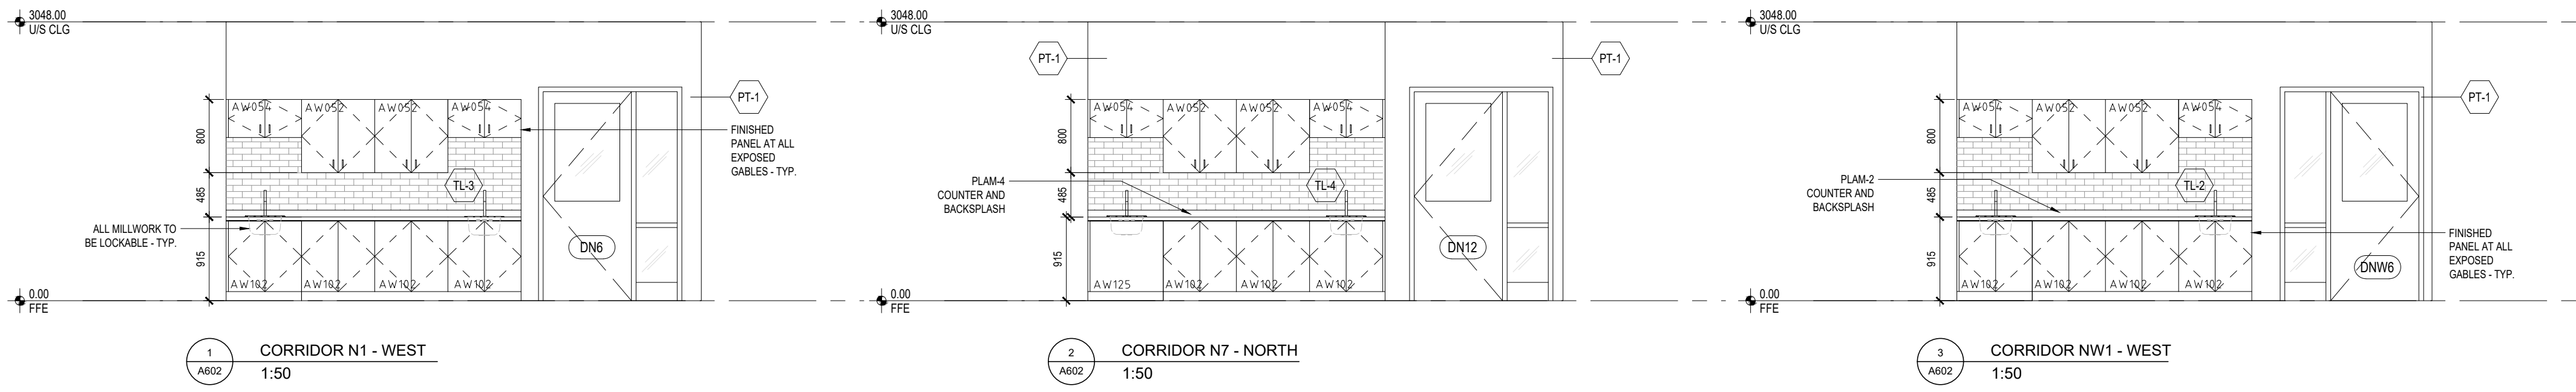 3048.00
U/S CLG
AW054
AW052
AW052
AW054
PT-1
FINISHED
PANEL AT ALL
EXPOSED
GABLES - TYP.
800
485
915
TL-3
ALL MILLWORK TO
BE LOCKABLE - TYP.
DN6
AW102
AW102
AW102
AW102
0.00
FFE
1
A602
CORRIDOR N1 - WEST
1:50
3048.00
U/S CLG
PT-1
PT-1
AW054
AW052
AW052
AW054
800
485
915
TL-4
PLAM-4
COUNTER AND
BACKSPLASH
DN12
AW125
AW102
AW102
AW102
0.00
FFE
2
A602
CORRIDOR N7 - NORTH
1:50
3048.00
U/S CLG
AW054
AW052
AW052
AW054
PT-1
800
485
915
TL-2
PLAM-2
COUNTER AND
BACKSPLASH
FINISHED
PANEL AT ALL
EXPOSED
GABLES - TYP.
DNW6
AW102
AW102
AW102
AW102
0.00
FFE
3
A602
CORRIDOR NW1 - WEST
1:50